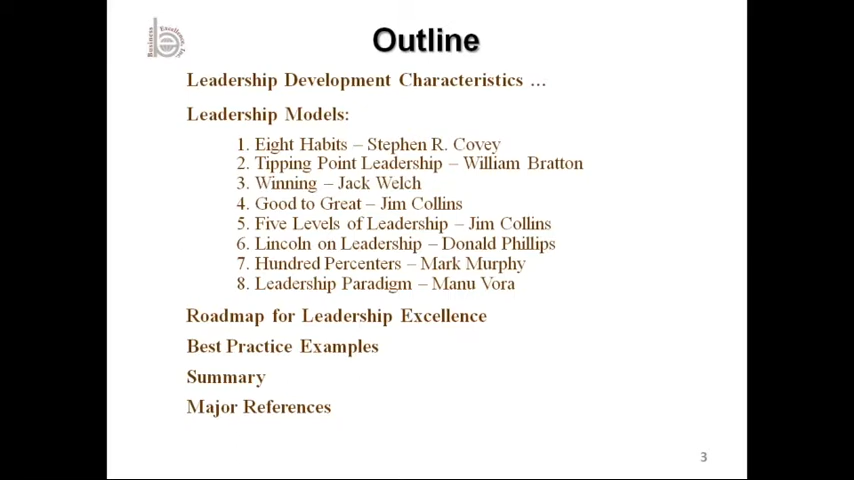 Business
Excellence, Inc.
Outline
Leadership Development Characteristics …
Leadership Models:
1. Eight Habits – Stephen R. Covey
2. Tipping Point Leadership – William Bratton
3. Winning – Jack Welch
4. Good to Great – Jim Collins
5. Five Levels of Leadership – Jim Collins
6. Lincoln on Leadership – Donald Phillips
7. Hundred Percenters – Mark Murphy
8. Leadership Paradigm – Manu Vora
Roadmap for Leadership Excellence
Best Practice Examples
Summary
Major References
3